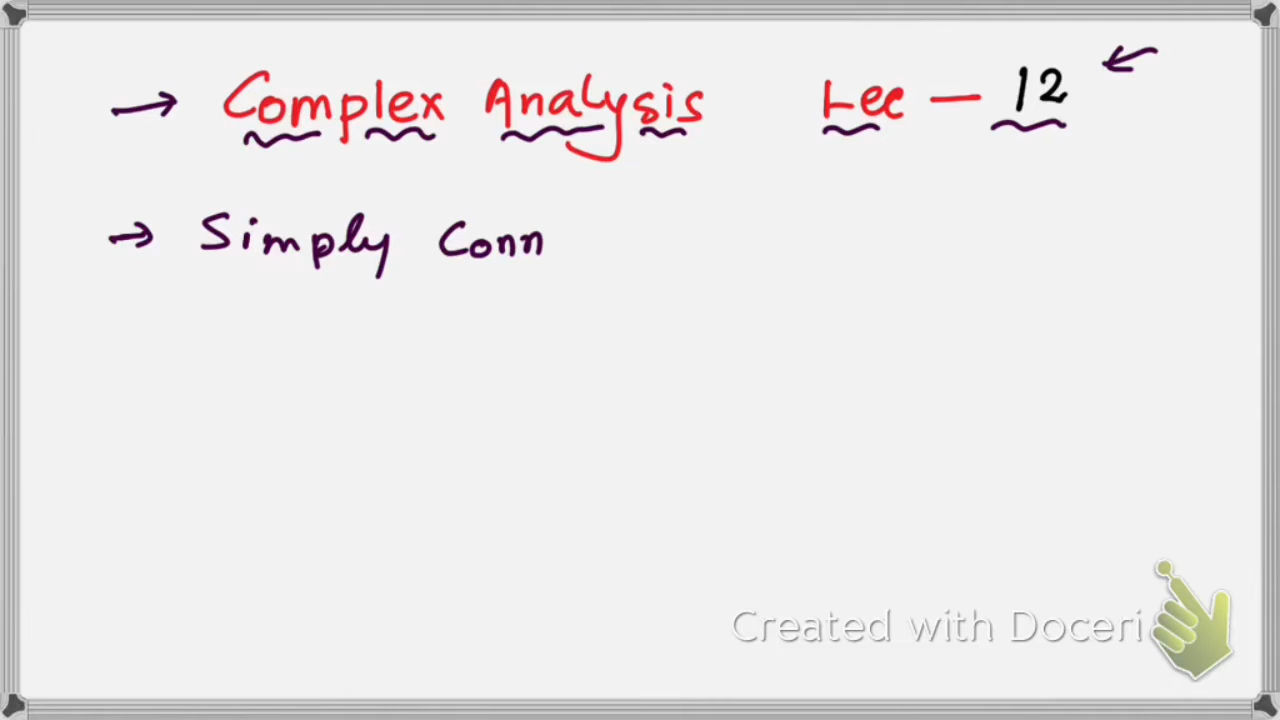 → Complex Analysis Lec - 12 ←
→ Simply Conn
Created with Doceri